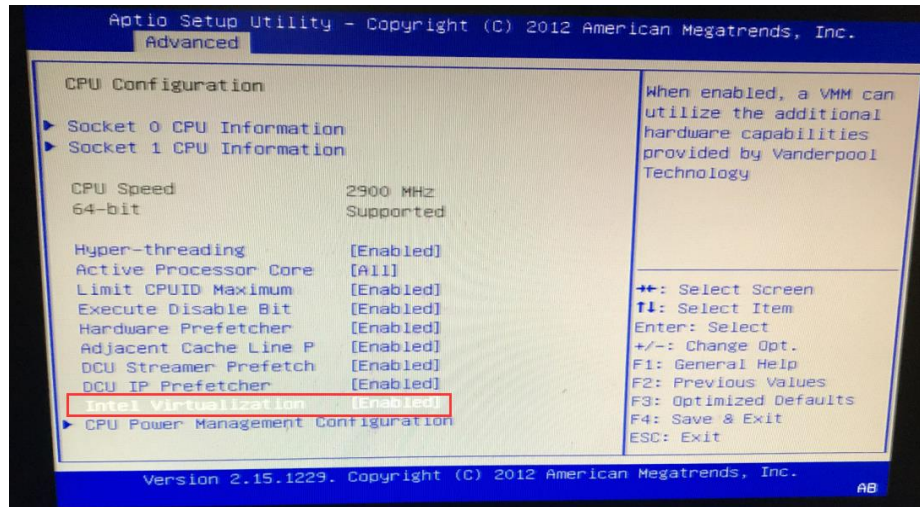 Aptio Setup Utility – Copyright (C) 2012 American Megatrends, Inc.
Advanced
CPU Configuration
Socket 0 CPU Information
Socket 1 CPU Information
CPU Speed 2900 MHz
64-bit Supported
Hyper-threading [Enabled]
Active Processor Core [All]
Limit CPUID Maximum [Enabled]
Execute Disable Bit [Enabled]
Hardware Prefetcher [Enabled]
Adjacent Cache Line P [Enabled]
DCU Streamer Prefetch [Enabled]
DCU IP Prefetcher [Enabled]
Intel Virtualization [Enabled]
CPU Power Management Configuration
When enabled, a VMM can
utilize the additional
hardware capabilities
provided by Vanderpool
Technology
→←: Select Screen
↑↓: Select Item
Enter: Select
+/-: Change Opt.
F1: General Help
F2: Previous Values
F3: Optimized Defaults
F4: Save & Exit
ESC: Exit
Version 2.15.1229. Copyright (C) 2012 American Megatrends, Inc.
AB